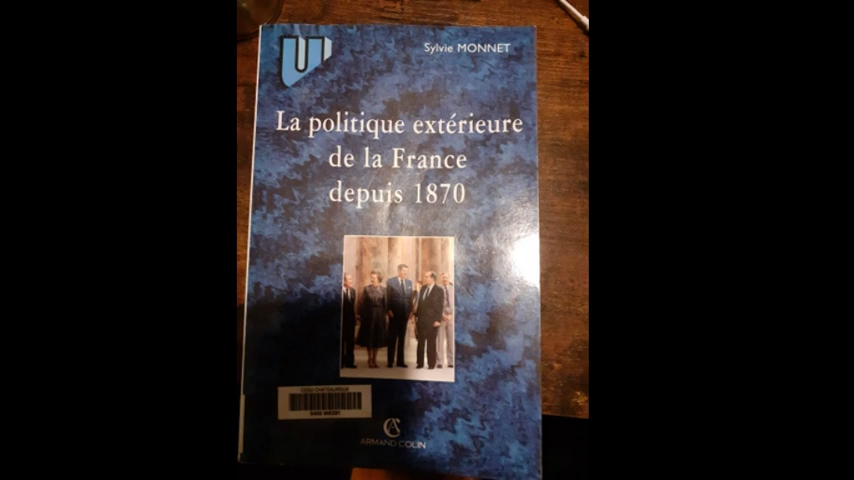 U
Sylvie MONNET
La politique extérieure
de la France
depuis 1870
ARMAND COLIN